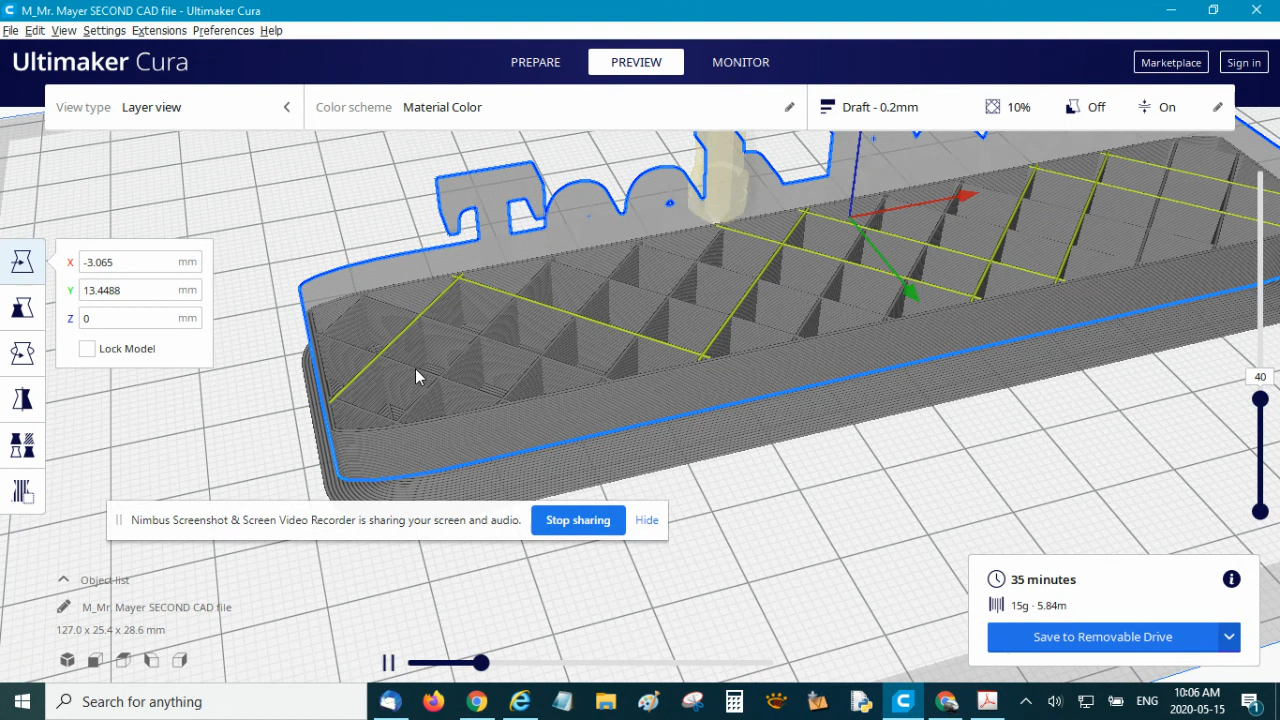 M_Mr. Mayer SECOND CAD file - Ultimaker Cura
File Edit View Settings Extensions Preferences Help
Ultimaker Cura
PREPARE PREVIEW MONITOR
Marketplace Sign in
View type Layer view
Color scheme Material Color
Draft - 0.2mm 10% Off On
X -3.065 mm
Y 13.4488 mm
Z 0 mm
Lock Model
40
Nimbus Screenshot & Screen Video Recorder is sharing your screen and audio. Stop sharing Hide
Object list
M_Mr. Mayer SECOND CAD file
127.0 x 25.4 x 28.6 mm
35 minutes
15g · 5.84m
Save to Removable Drive
Search for anything
ENG
10:06 AM
2020-05-15
1